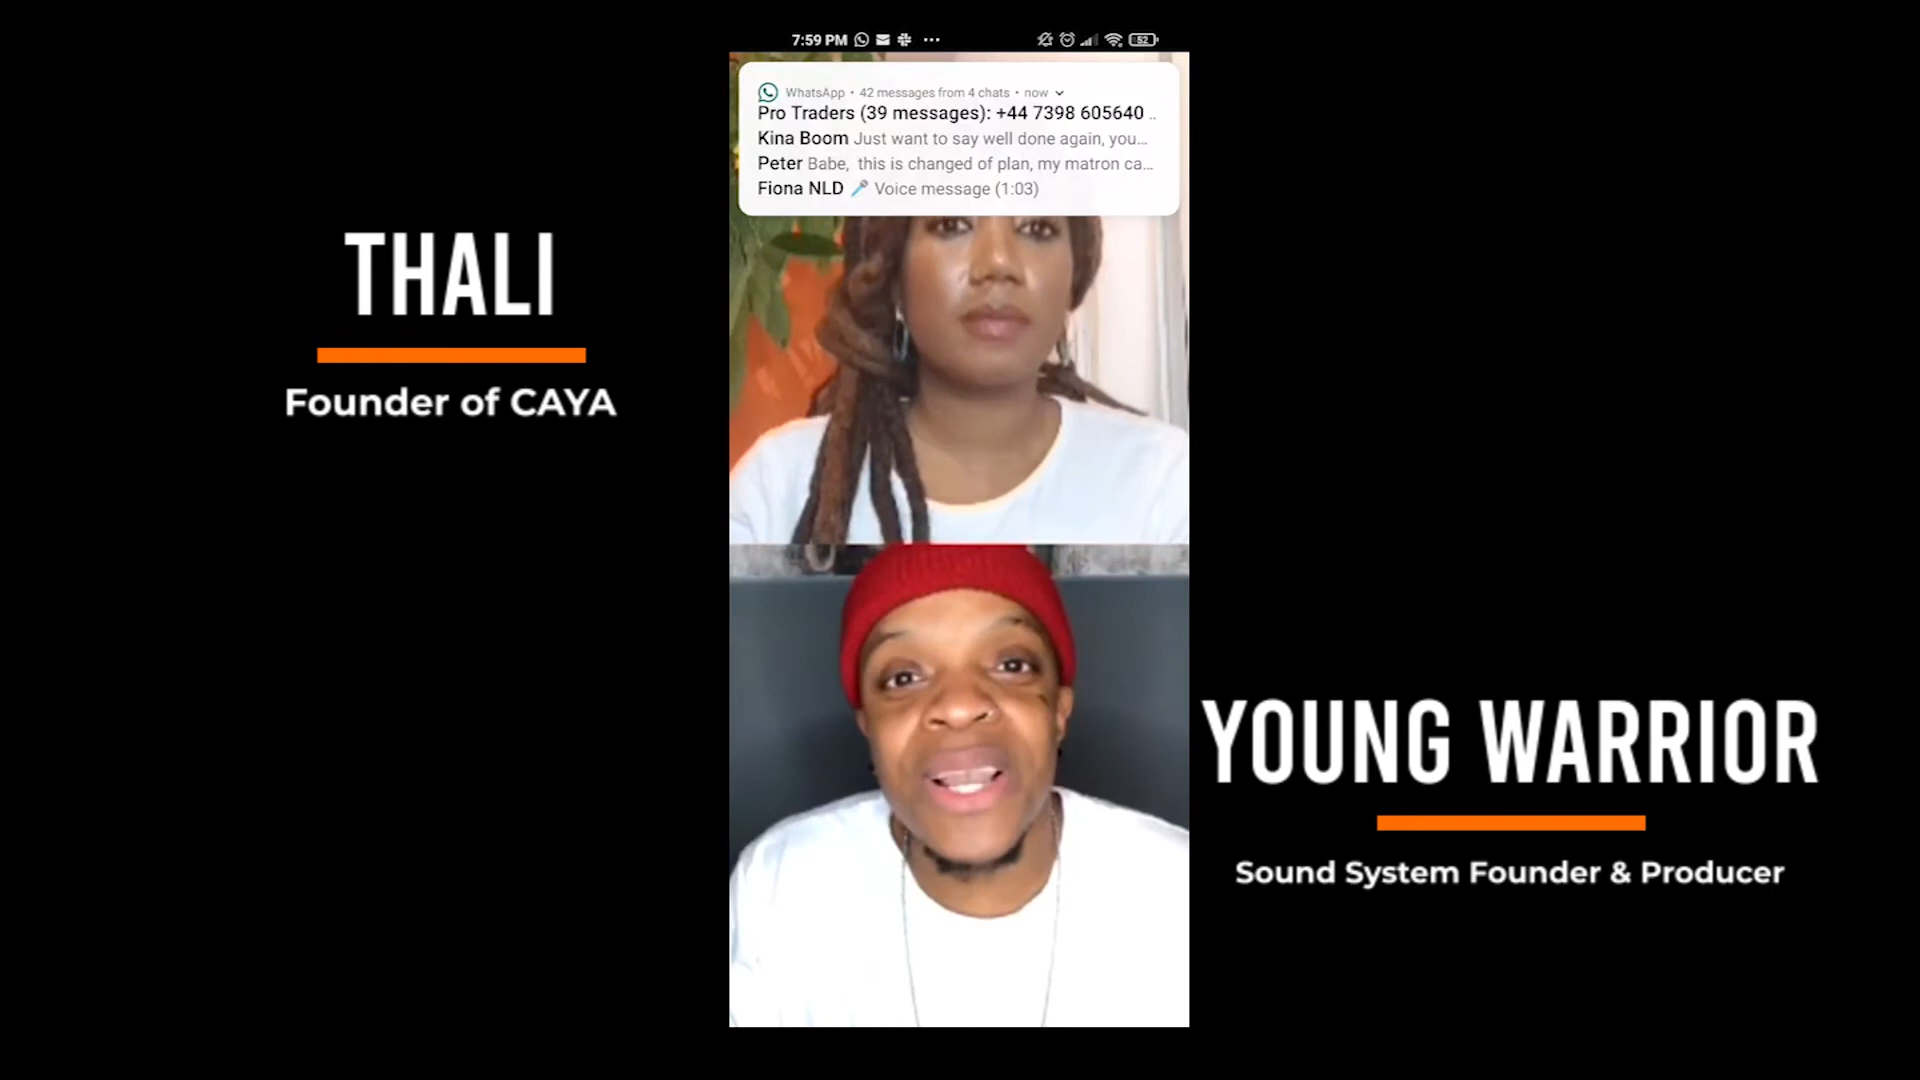 7:59 PM
52
WhatsApp • 42 messages from 4 chats • now
Pro Traders (39 messages): +44 7398 605640 ..
Kina Boom Just want to say well done again, you...
Peter Babe, this is changed of plan, my matron ca...
Fiona NLD 🎤 Voice message (1:03)
THALI
Founder of CAYA
YOUNG WARRIOR
Sound System Founder & Producer